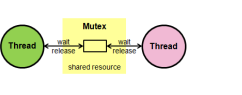 Mutex
Thread
wait
release
wait
release
Thread
shared resource